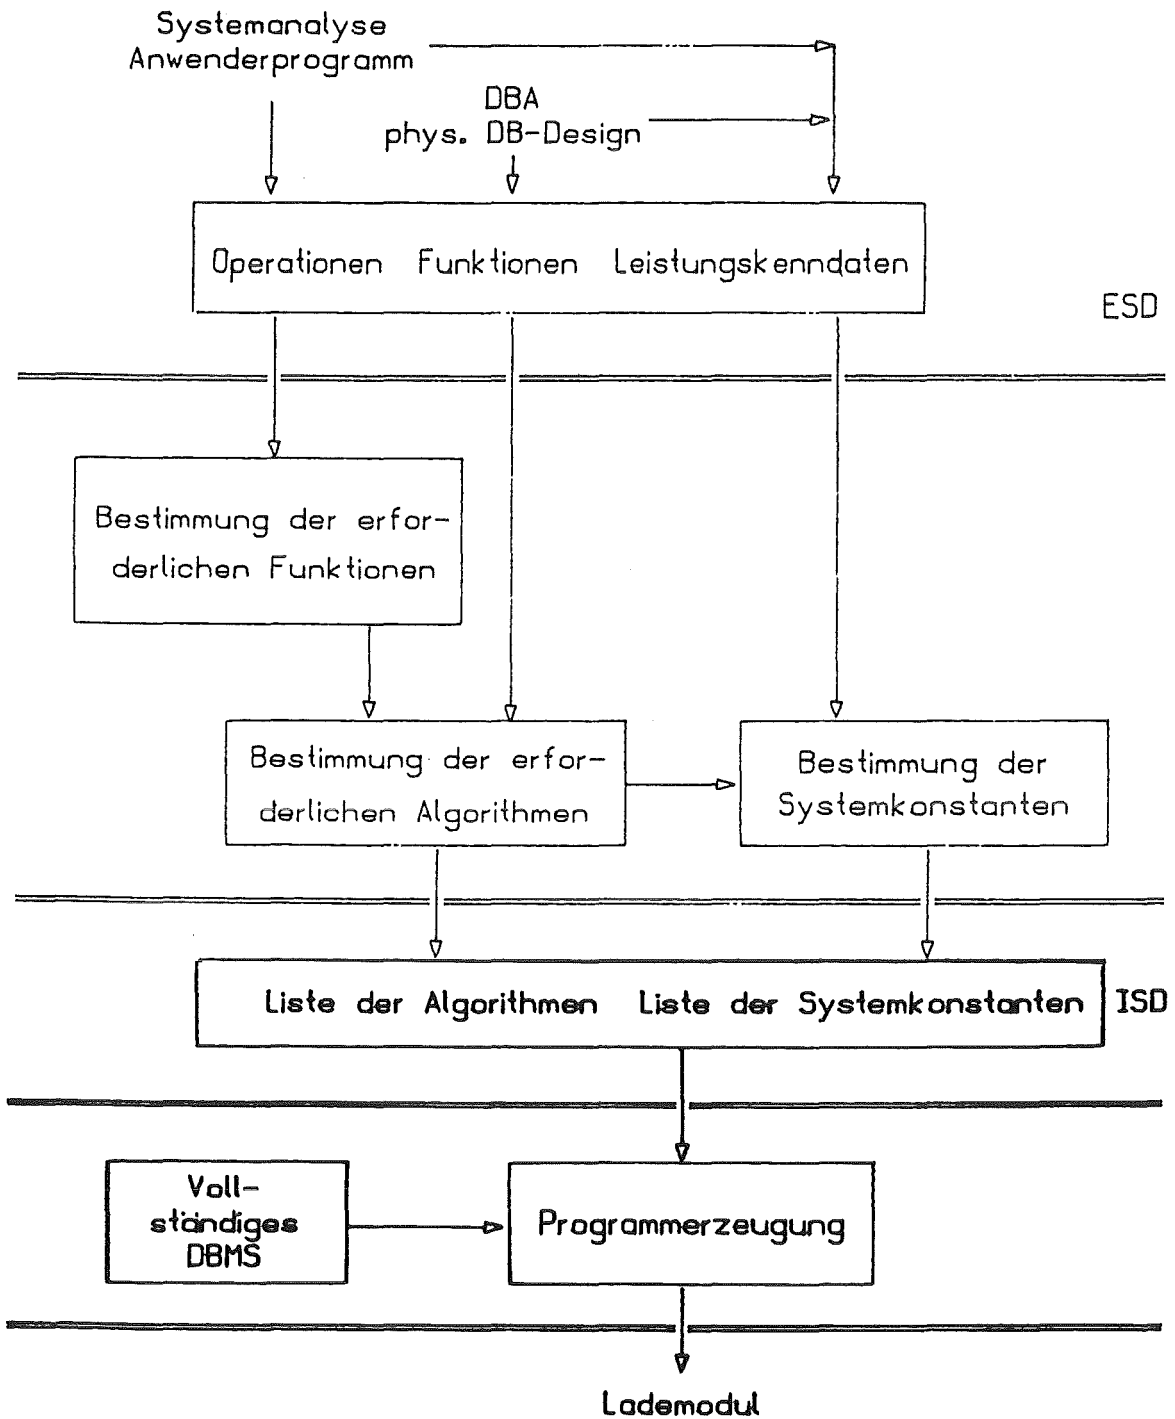 Systemanalyse
Anwenderprogramm
DBA
phys. DB-Design
Operationen Funktionen Leistungskenndaten
ESD
Bestimmung der erfor-
derlichen Funktionen
Bestimmung der erfor-
derlichen Algorithmen
Bestimmung der
Systemkonstanten
Liste der Algorithmen Liste der Systemkonstanten
ISD
Voll-
ständiges
DBMS
Programmerzeugung
Lademodul